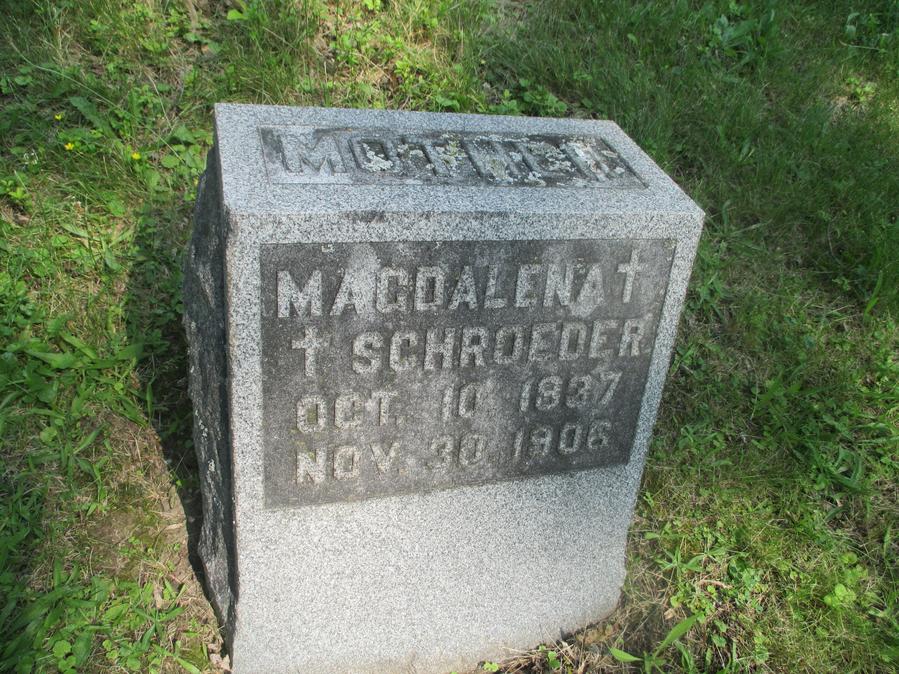 MOTHER
MAGDALENA †
† SCHROEDER
OCT. 10 1837
NOV. 30 1906